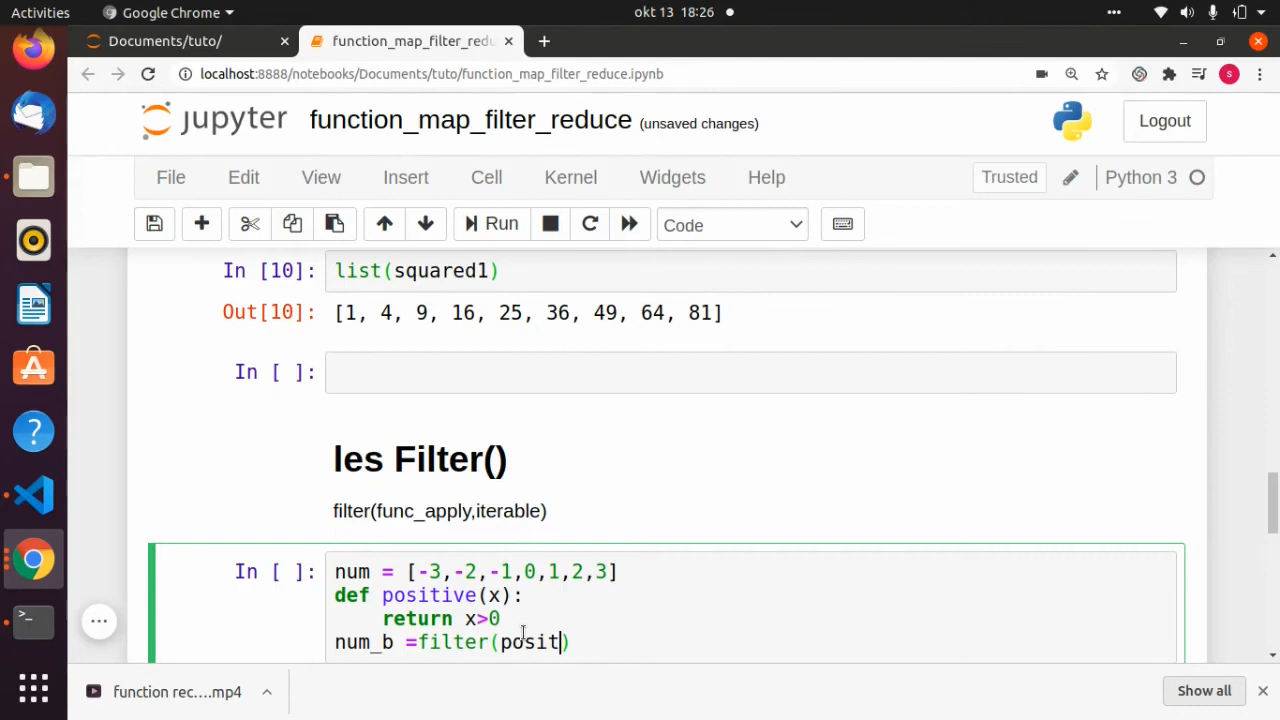 Activities
Google Chrome
okt 13 18:26
Documents/tuto/
function_map_filter_redu
localhost:8888/notebooks/Documents/tuto/function_map_filter_reduce.ipynb
s
jupyter
function_map_filter_reduce (unsaved changes)
Logout
File Edit View Insert Cell Kernel Widgets Help
Trusted
Python 3
Run
Code
In [10]: list(squared1)
Out[10]: [1, 4, 9, 16, 25, 36, 49, 64, 81]
In [ ]:
les Filter()
filter(func_apply,iterable)
In [ ]: num = [-3,-2,-1,0,1,2,3]
def positive(x):
return x>0
num_b =filter(posit)
function rec....mp4
Show all